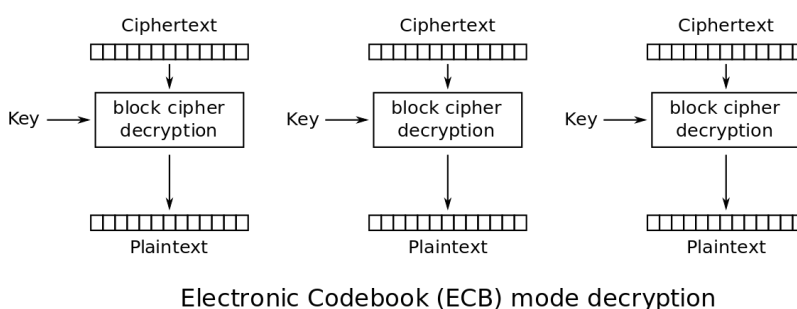 Ciphertext Ciphertext Ciphertext
Key block cipher decryption Key block cipher decryption Key block cipher decryption
Plaintext Plaintext Plaintext
Electronic Codebook (ECB) mode decryption